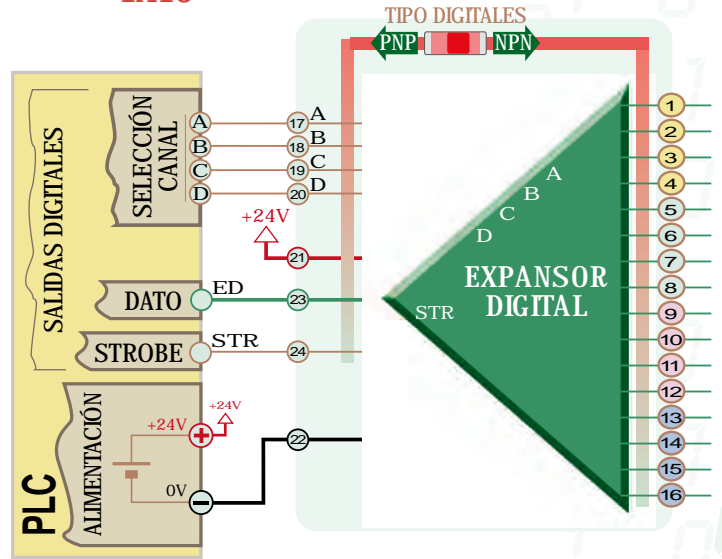 TIPO DIGITALES
PNP NPN
PLC
SALIDAS DIGITALES
SELECCIÓN
CANAL
A 17 A
B 18 B
C 19 C
D 20 D
+24V
21
DATO ED 23
STROBE STR 24
ALIMENTACIÓN
+24V + +24V
0V − 22
A
B
C
D
STR
EXPANSOR
DIGITAL
1
2
3
4
5
6
7
8
9
10
11
12
13
14
15
16